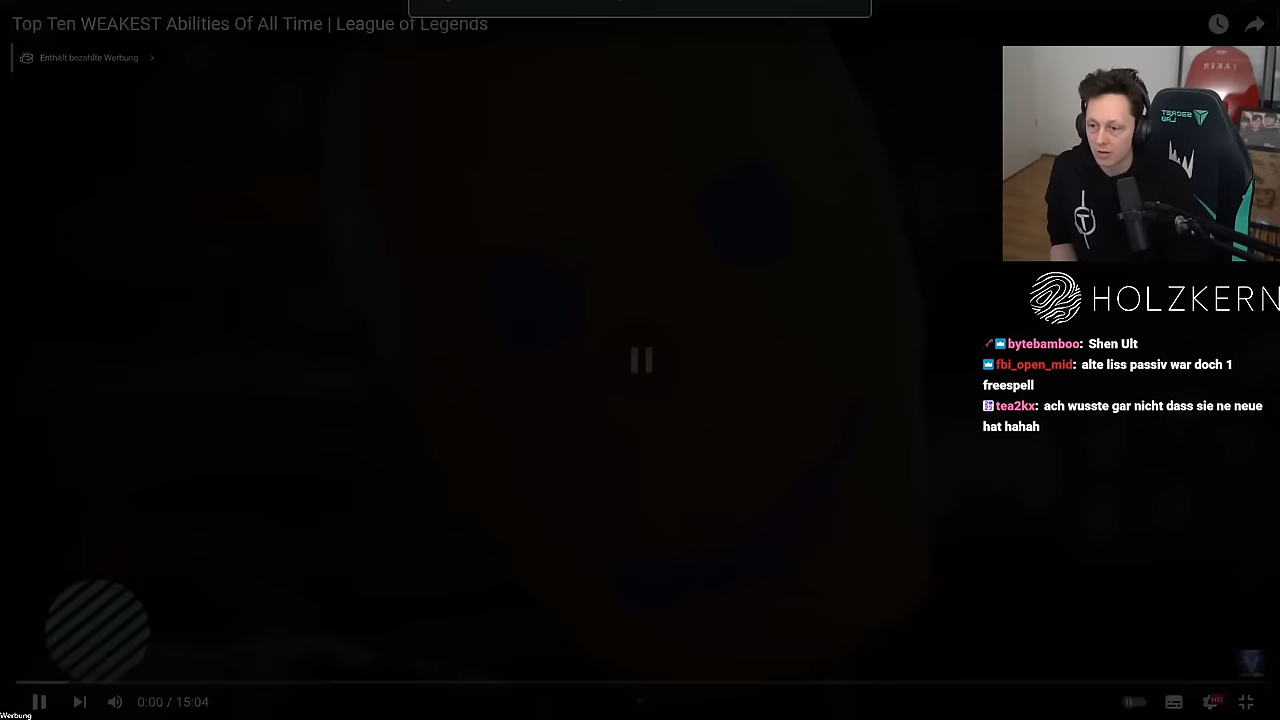 Top Ten WEAKEST Abilities Of All Time | League of Legends
Enthält bezahlte Werbung
HOLZKERN
bytebamboo: Shen Ult
fbi_open_mid: alte liss passiv war doch 1
freespell
tea2kx: ach wusste gar nicht dass sie ne neue
hat hahah
0:00 / 15:04
HD
Werbung